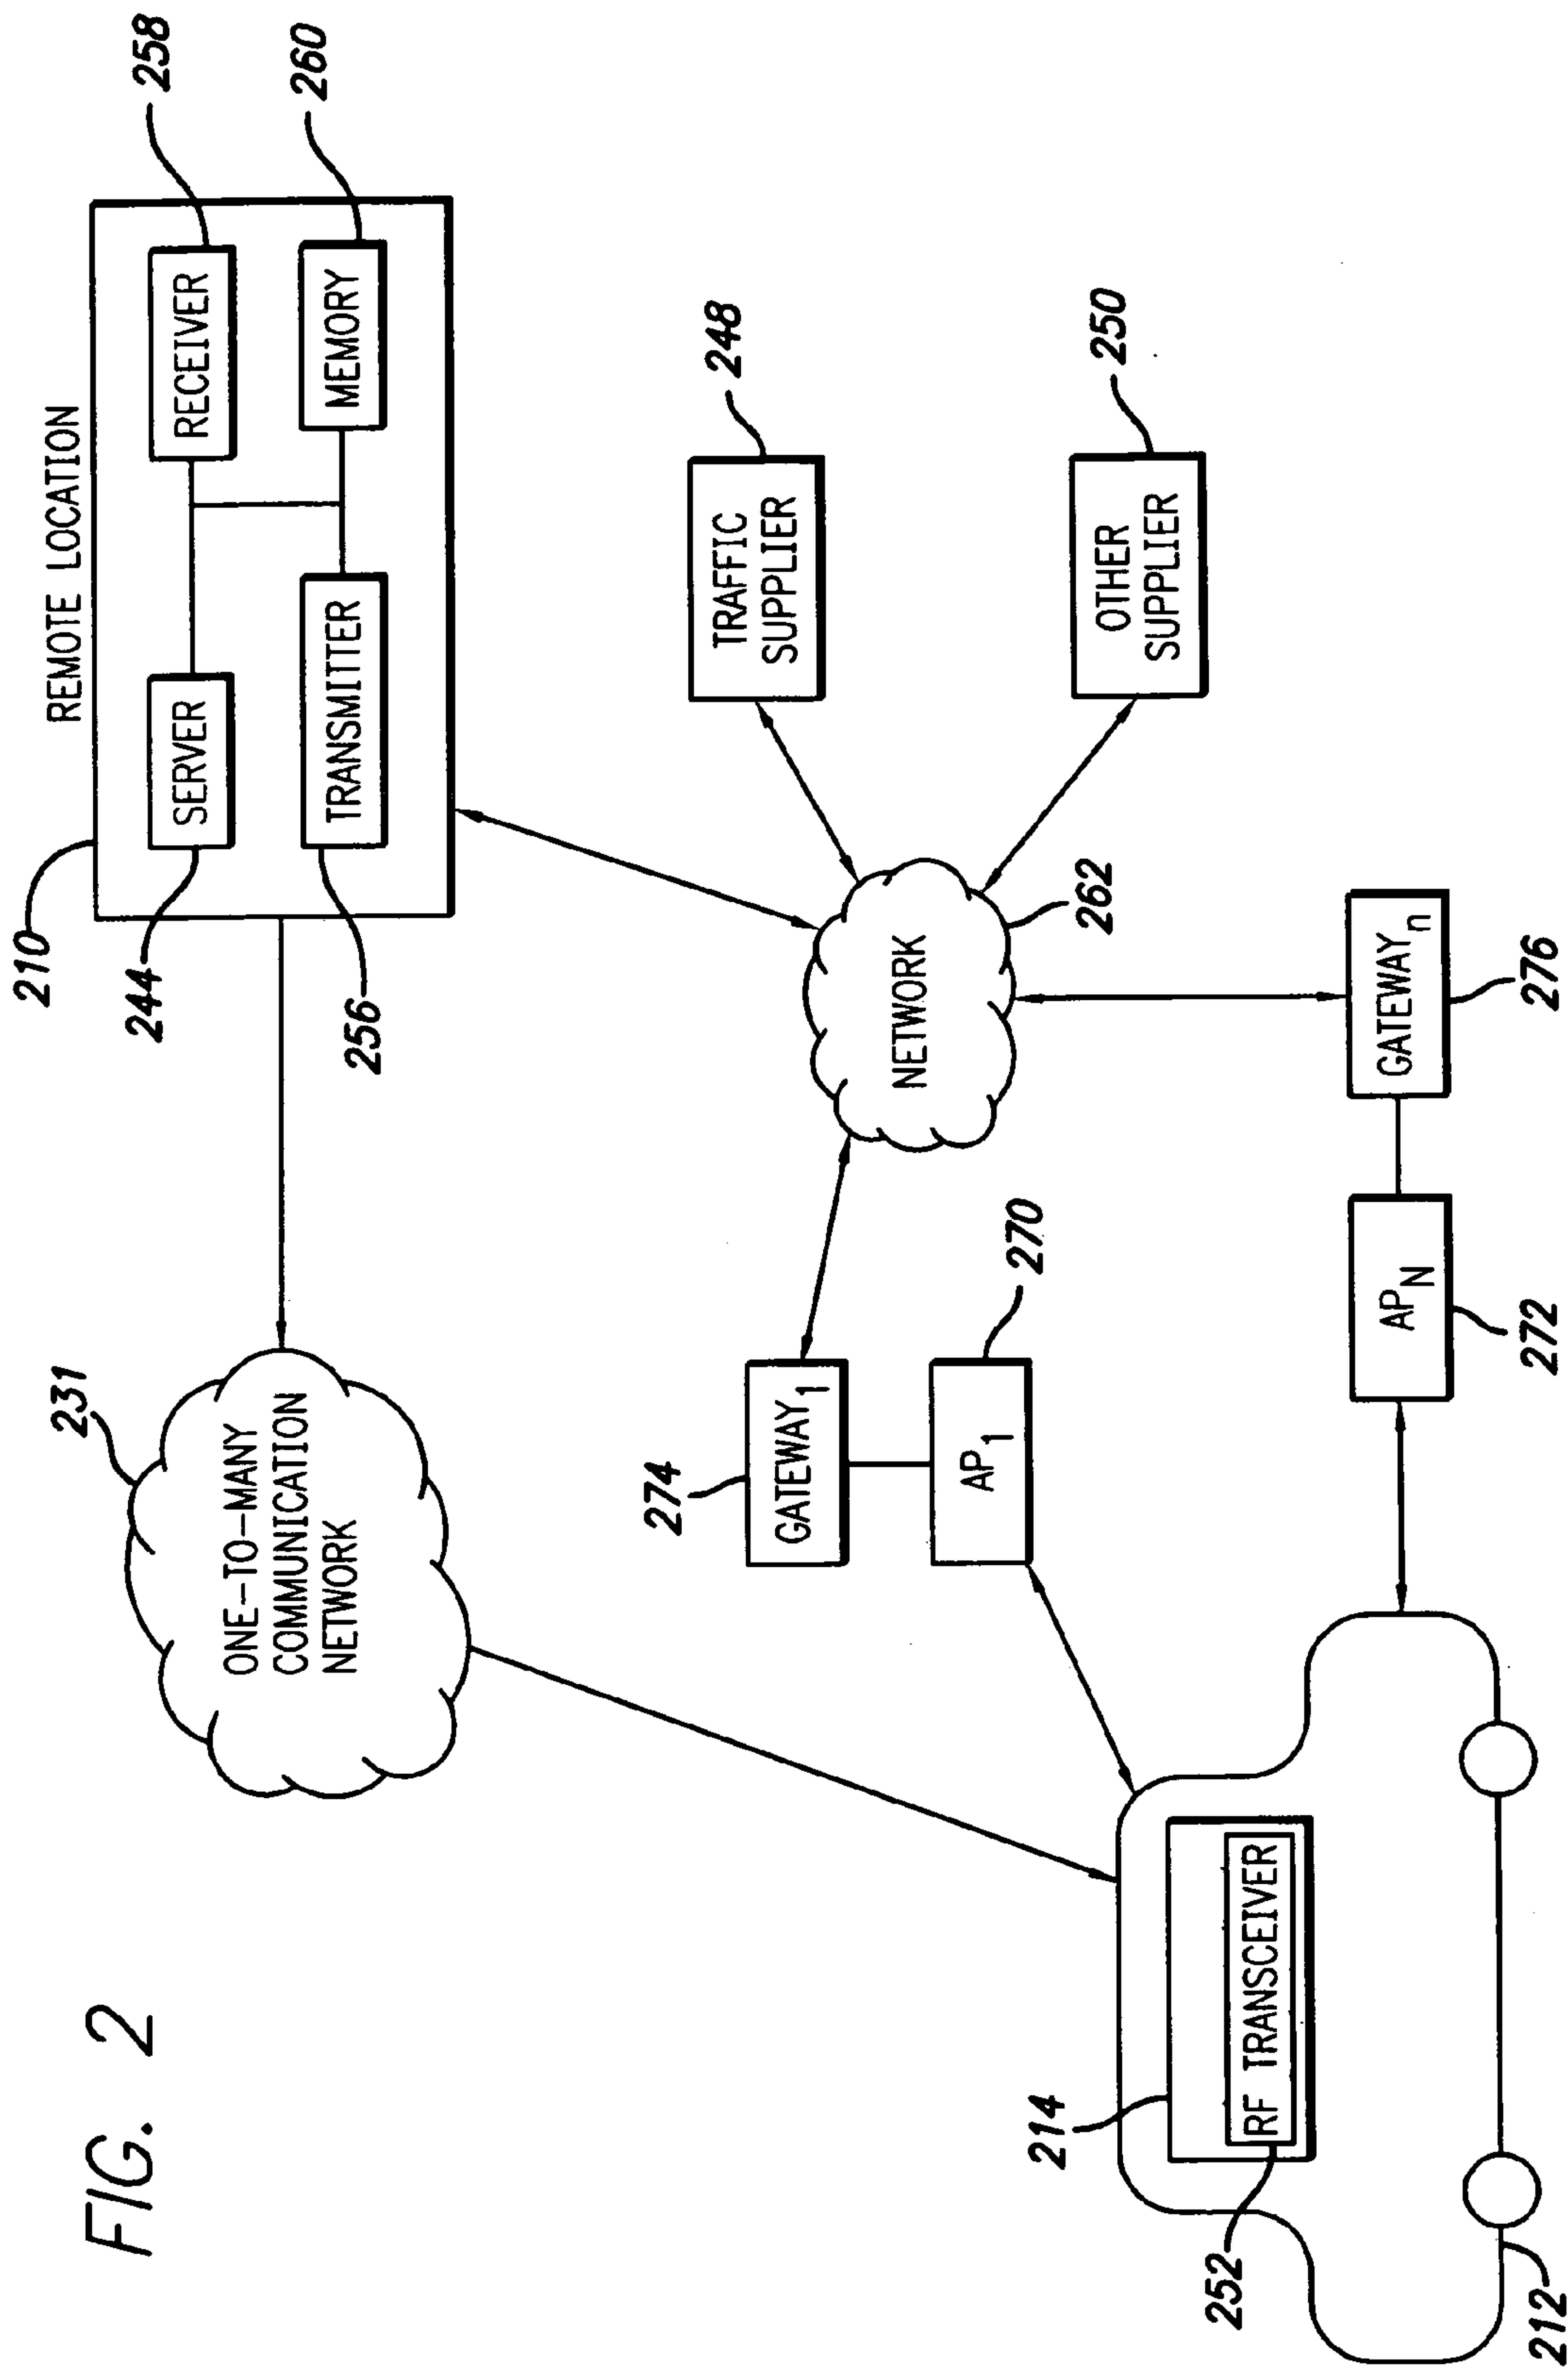 FIG. 2
REMOTE LOCATION
210
SERVER
244
RECEIVER
258
TRANSMITTER
256
MEMORY
260
231
ONE-TO-MANY
COMMUNICATION
NETWORK
TRAFFIC
SUPPLIER
248
OTHER
SUPPLIER
250
NETWORK
262
274
GATEWAY1
AP1
270
GATEWAYn
276
APN
272
214
RF TRANSCEIVER
252
212